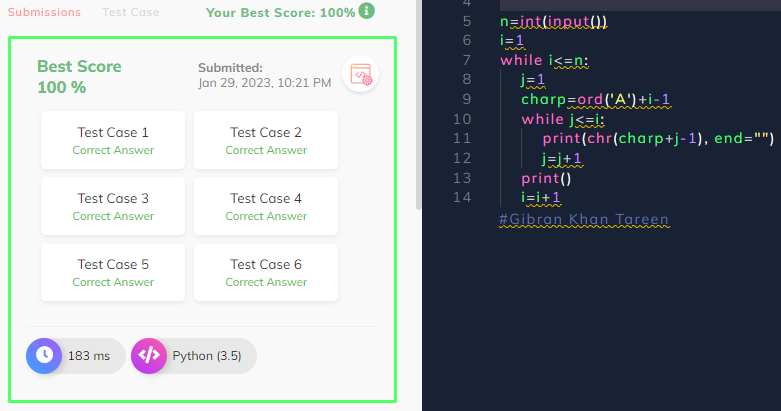 Submissions Test Case Your Best Score: 100% i
Best Score
100 %
Submitted:
Jan 29, 2023, 10:21 PM
Test Case 1
Correct Answer
Test Case 2
Correct Answer
Test Case 3
Correct Answer
Test Case 4
Correct Answer
Test Case 5
Correct Answer
Test Case 6
Correct Answer
183 ms
</> Python (3.5)
4
5 n=int(input())
6 i=1
7 while i<=n:
8 j=1
9 charp=ord('A')+i-1
10 while j<=i:
11 print(chr(charp+j-1), end="")
12 j=j+1
13 print()
14 i=i+1
#Gibran Khan Tareen